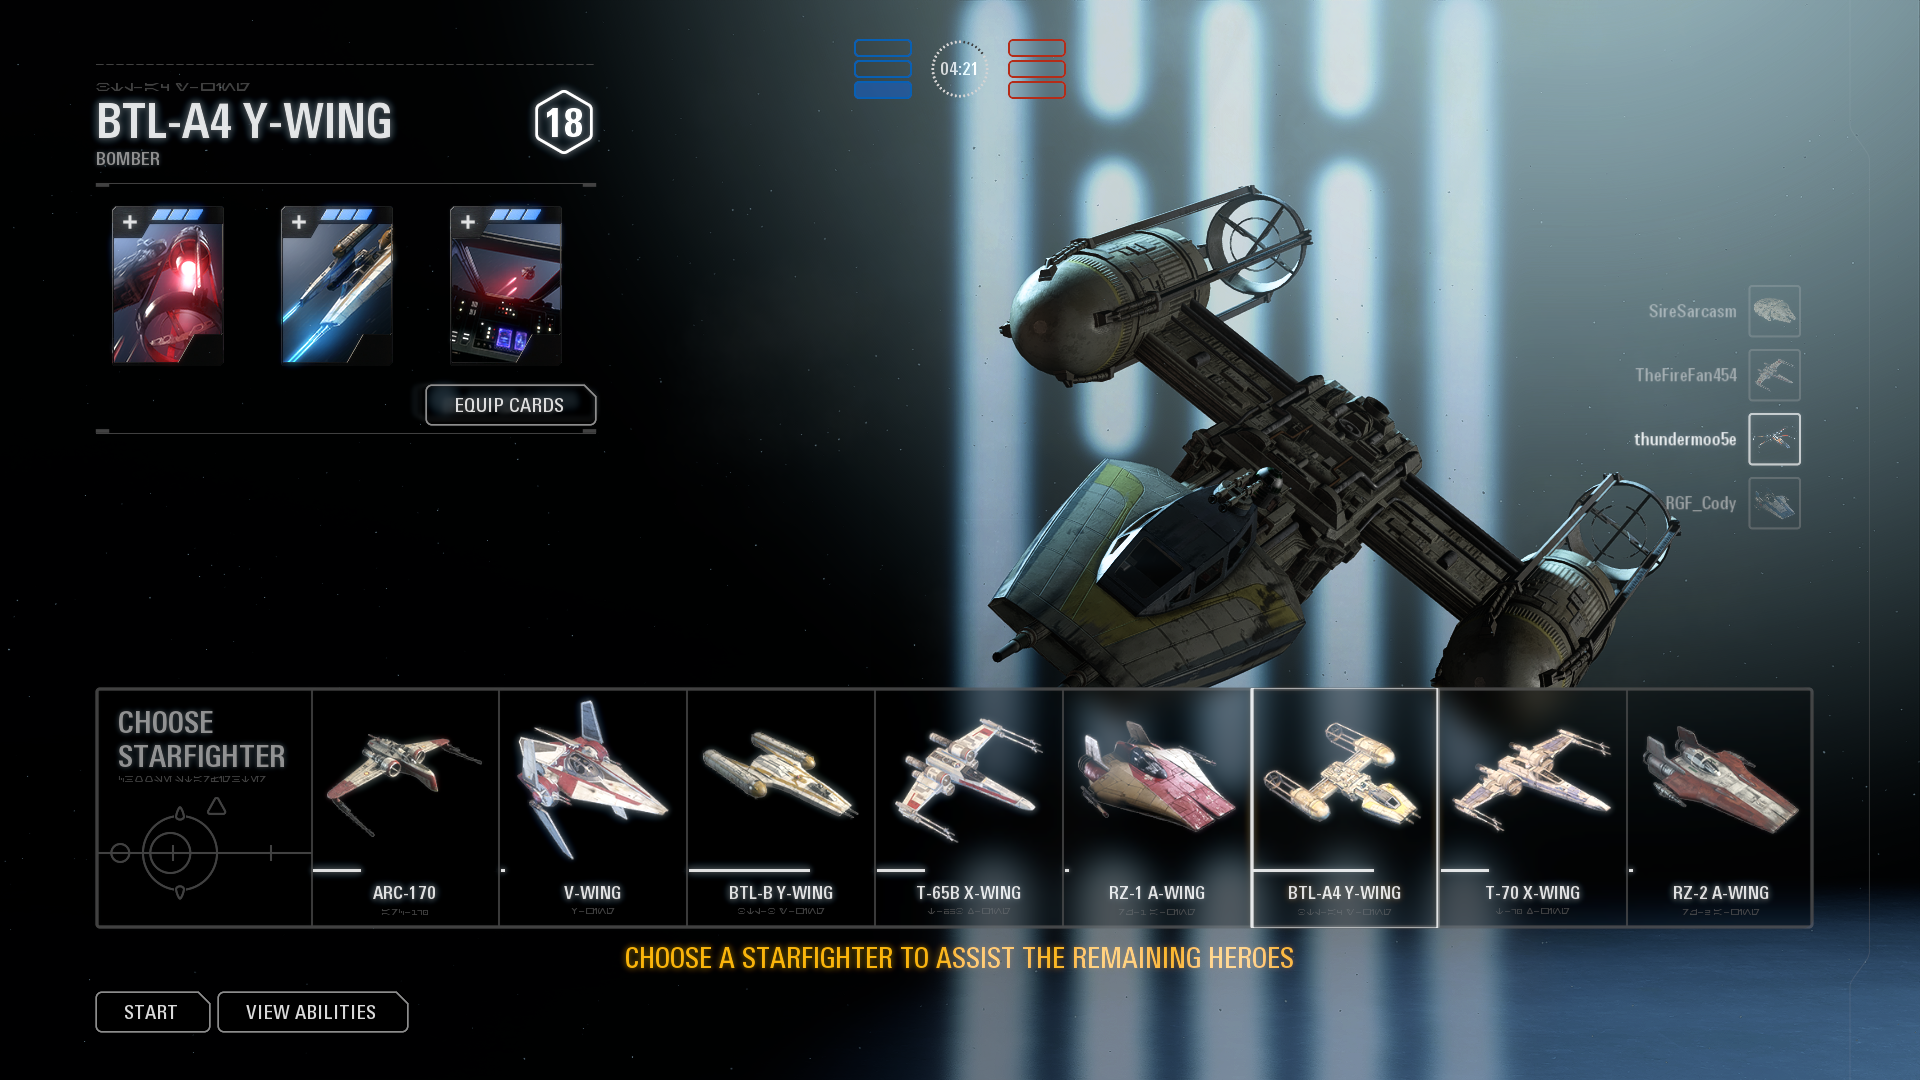 04:21
BTL-A4 Y-WING
18
BOMBER
EQUIP CARDS
SireSarcasm
TheFireFan454
thundermoo5e
RGF_Cody
CHOOSE
STARFIGHTER
ARC-170
V-WING
BTL-B Y-WING
T-65B X-WING
RZ-1 A-WING
BTL-A4 Y-WING
T-70 X-WING
RZ-2 A-WING
CHOOSE A STARFIGHTER TO ASSIST THE REMAINING HEROES
START
VIEW ABILITIES